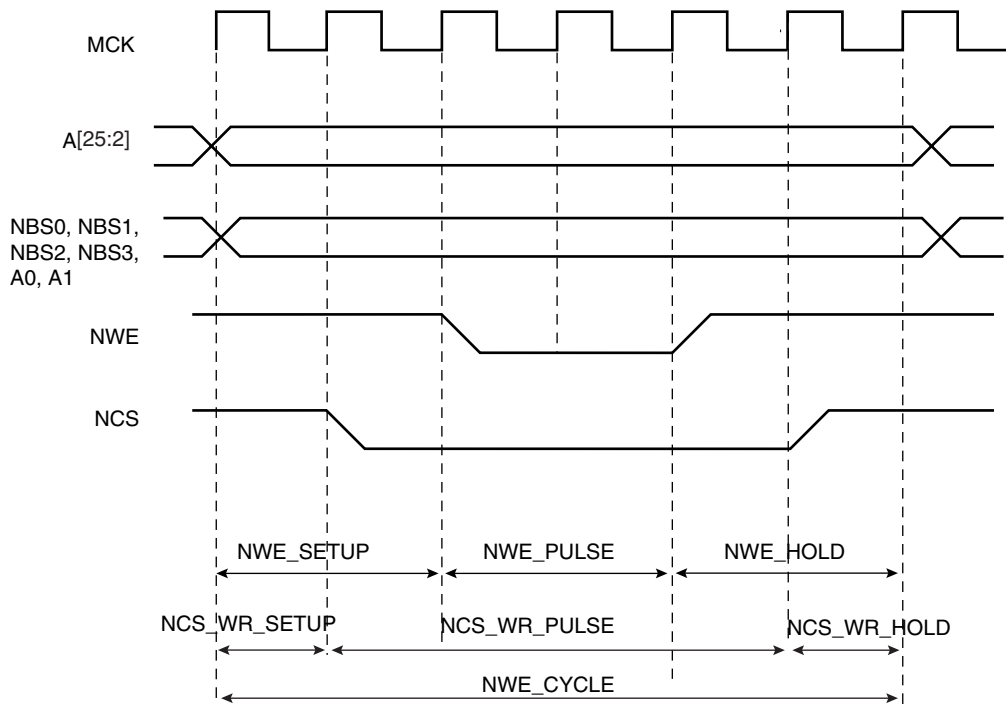 MCK
A[25:2]
NBS0, NBS1,
NBS2, NBS3,
A0, A1
NWE
NCS
NWE_SETUP
NWE_PULSE
NWE_HOLD
NCS_WR_SETUP
NCS_WR_PULSE
NCS_WR_HOLD
NWE_CYCLE